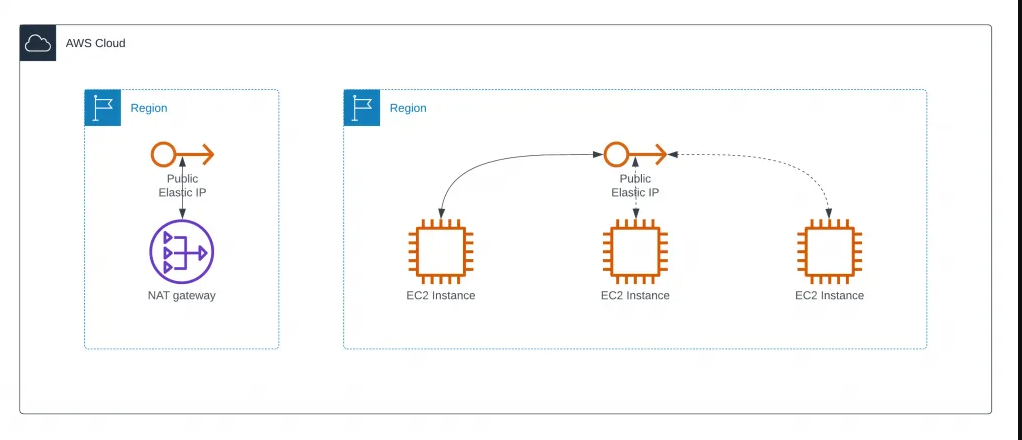 AWS Cloud
Region
Public
Elastic IP
NAT gateway
Region
Public
Elastic IP
EC2 Instance
EC2 Instance
EC2 Instance